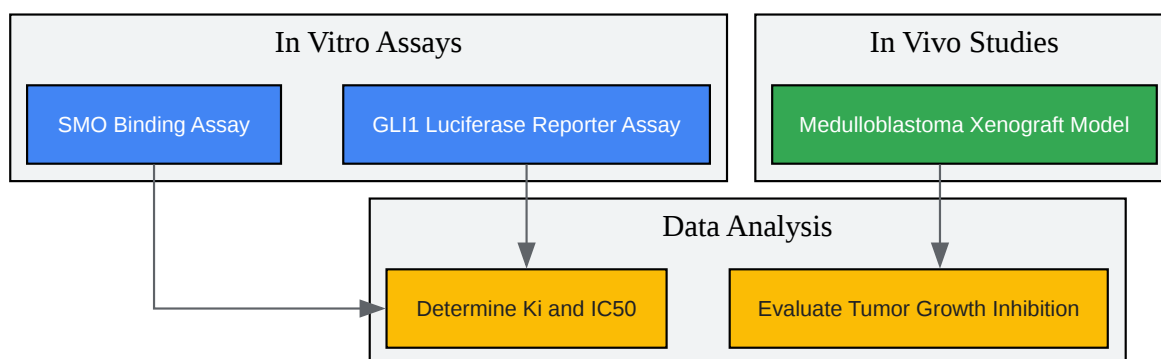 In Vitro Assays
In Vivo Studies
SMO Binding Assay
GLI1 Luciferase Reporter Assay
Medulloblastoma Xenograft Model
Data Analysis
Determine Ki and IC50
Evaluate Tumor Growth Inhibition